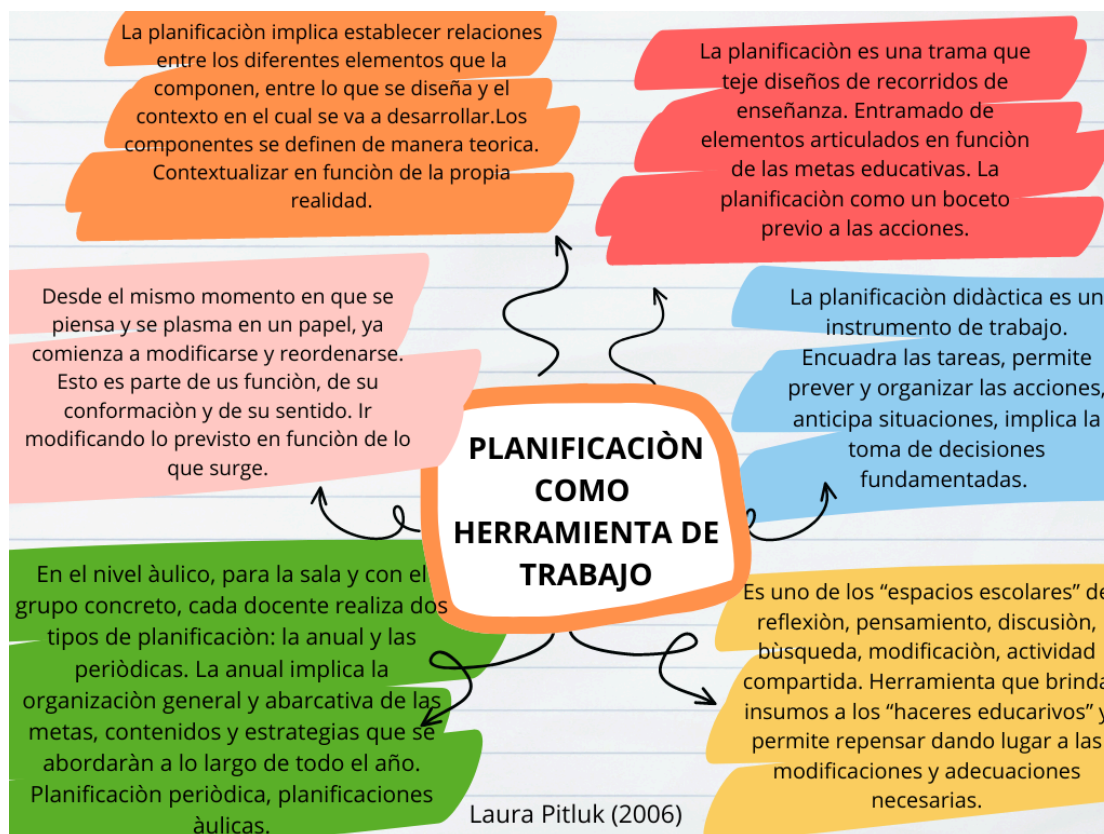 La planificaciòn implica establecer relaciones
entre los diferentes elementos que la
componen, entre lo que se diseña y el
contexto en el cual se va a desarrollar.Los
componentes se definen de manera teorica.
Contextualizar en funciòn de la propia
realidad.
La planificaciòn es una trama que
teje diseños de recorridos de
enseñanza. Entramado de
elementos articulados en funciòn
de las metas educativas. La
planificaciòn como un boceto
previo a las acciones.
Desde el mismo momento en que se
piensa y se plasma en un papel, ya
comienza a modificarse y reordenarse.
Esto es parte de us funciòn, de su
conformaciòn y de su sentido. Ir
modificando lo previsto en funciòn de lo
que surge.
La planificaciòn didàctica es un
instrumento de trabajo.
Encuadra las tareas, permite
prever y organizar las acciones,
anticipa situaciones, implica la
toma de decisiones
fundamentadas.
PLANIFICACIÒN
COMO
HERRAMIENTA DE
TRABAJO
En el nivel àulico, para la sala y con el
grupo concreto, cada docente realiza dos
tipos de planificaciòn: la anual y las
periòdicas. La anual implica la
organizaciòn general y abarcativa de las
metas, contenidos y estrategias que se
abordaràn a lo largo de todo el año.
Planificaciòn periòdica, planificaciones
àulicas.
Es uno de los “espacios escolares” de
reflexiòn, pensamiento, discusiòn,
bùsqueda, modificaciòn, actividad
compartida. Herramienta que brinda
insumos a los “haceres educarivos” y
permite repensar dando lugar a las
modificaciones y adecuaciones
necesarias.
Laura Pitluk (2006)